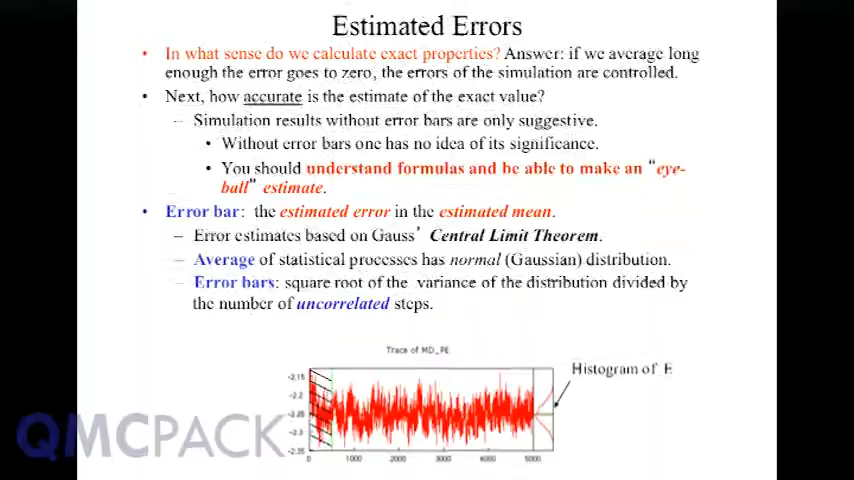 Estimated Errors
• In what sense do we calculate exact properties? Answer: if we average long
enough the error goes to zero, the errors of the simulation are controlled.
• Next, how accurate is the estimate of the exact value?
– Simulation results without error bars are only suggestive.
• Without error bars one has no idea of its significance.
• You should understand formulas and be able to make an “eye-
ball” estimate.
• Error bar: the estimated error in the estimated mean.
– Error estimates based on Gauss’ Central Limit Theorem.
– Average of statistical processes has normal (Gaussian) distribution.
– Error bars: square root of the variance of the distribution divided by
the number of uncorrelated steps.
Trace of MD_PE
Histogram of E
-2.15
-2.2
-2.25
-2.3
-2.35
0 1000 2000 3000 4000 5000
QMCPACK